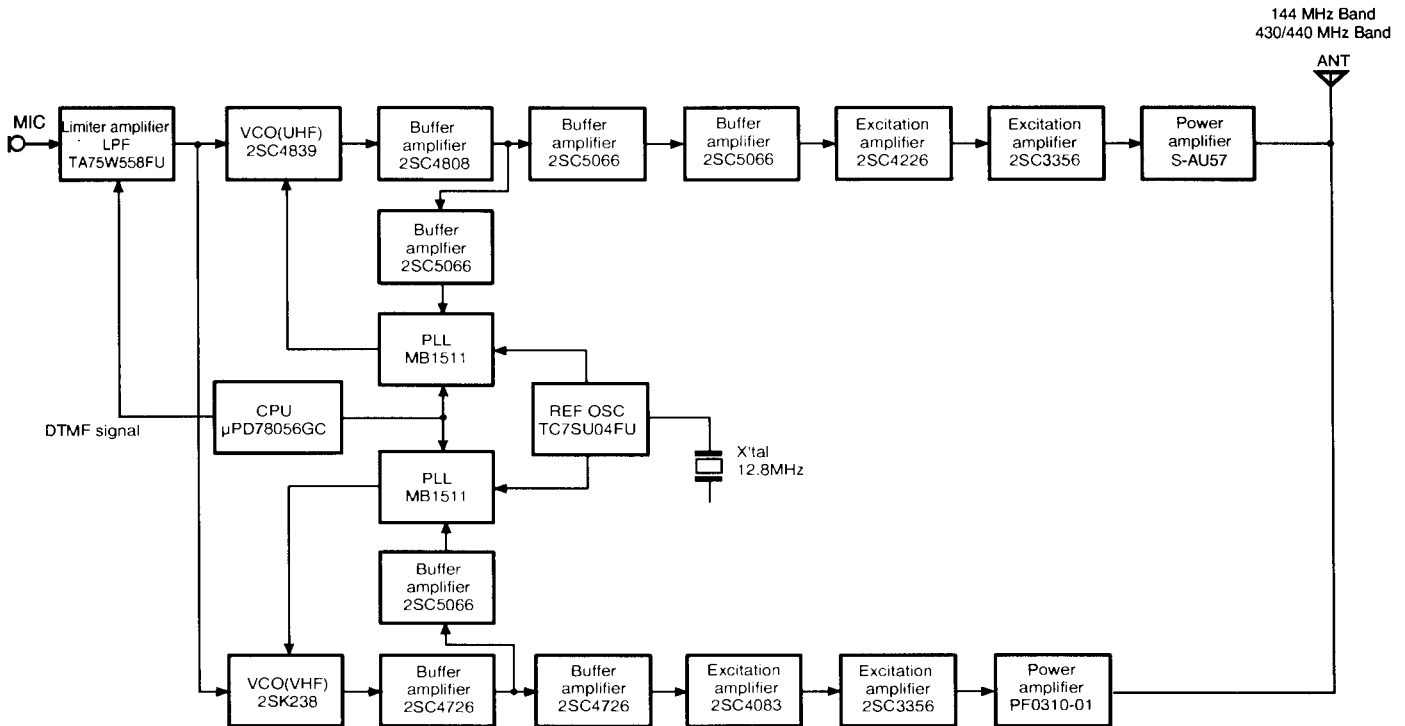 144 MHz Band
430/440 MHz Band
ANT
MIC
Limiter amplifier
LPF
TA75W558FU
VCO(UHF)
2SC4839
Buffer
amplifier
2SC4808
Buffer
amplifier
2SC5066
Buffer
amplifier
2SC5066
Excitation
amplifier
2SC4226
Excitation
amplifier
2SC3356
Power
amplifier
S-AU57
Buffer
amplfier
2SC5066
PLL
MB1511
CPU
µPD78056GC
REF OSC
TC7SU04FU
DTMF signal
X'tal
12.8MHz
PLL
MB1511
Buffer
amplifier
2SC5066
VCO(VHF)
2SK238
Buffer
amplifier
2SC4726
Buffer
amplifier
2SC4726
Excitation
amplifier
2SC4083
Excitation
amplifier
2SC3356
Power
amplifier
PF0310-01